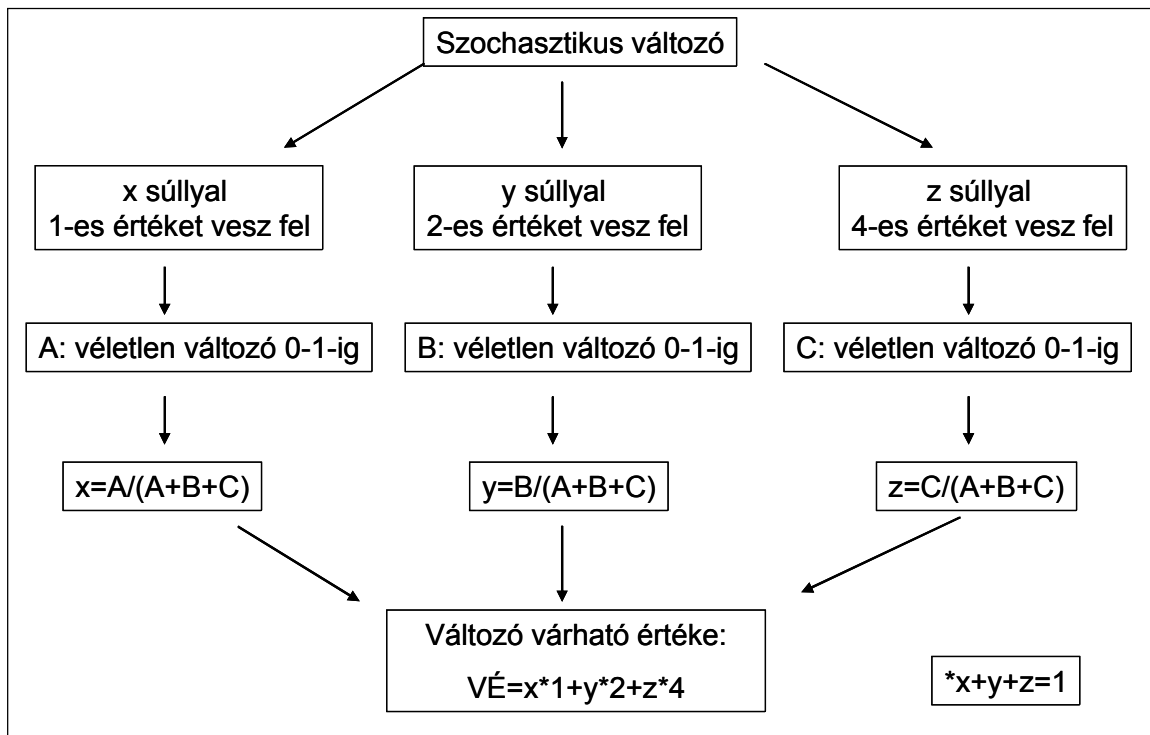 Szochasztikus változó
x súllyal
1-es értéket vesz fel
y súllyal
2-es értéket vesz fel
z súllyal
4-es értéket vesz fel
A: véletlen változó 0-1-ig
B: véletlen változó 0-1-ig
C: véletlen változó 0-1-ig
x=A/(A+B+C)
y=B/(A+B+C)
z=C/(A+B+C)
Változó várható értéke:
VÉ=x*1+y*2+z*4
*x+y+z=1